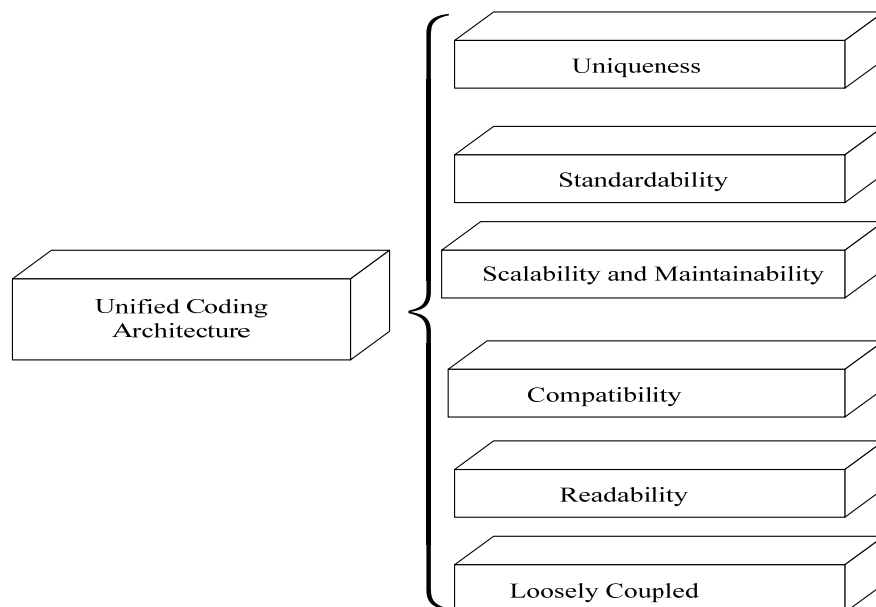 Uniqueness
Standardability
Scalability and Maintainability
Unified Coding
Architecture
Compatibility
Readability
Loosely Coupled